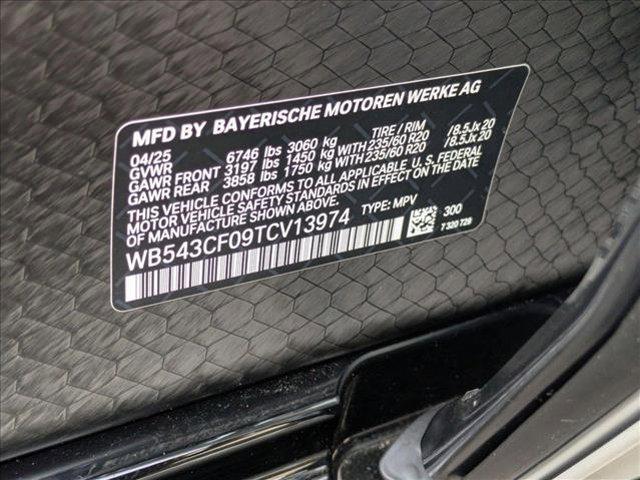 MFD BY BAYERISCHE MOTOREN WERKE AG
04/25 6746 lbs 3060 kg TIRE / RIM
GVWR
GAWR FRONT 3197 lbs 1450 kg WITH 235/60 R20 / 8.5Jx20
GAWR REAR 3858 lbs 1750 kg WITH 235/60 R20 / 8.5Jx20
THIS VEHICLE CONFORMS TO ALL APPLICABLE U. S. FEDERAL
MOTOR VEHICLE SAFETY STANDARDS IN EFFECT ON THE DATE
OF MANUFACTURE SHOWN ABOVE.
WB543CF09TCV13974 TYPE: MPV 300
7 320 729